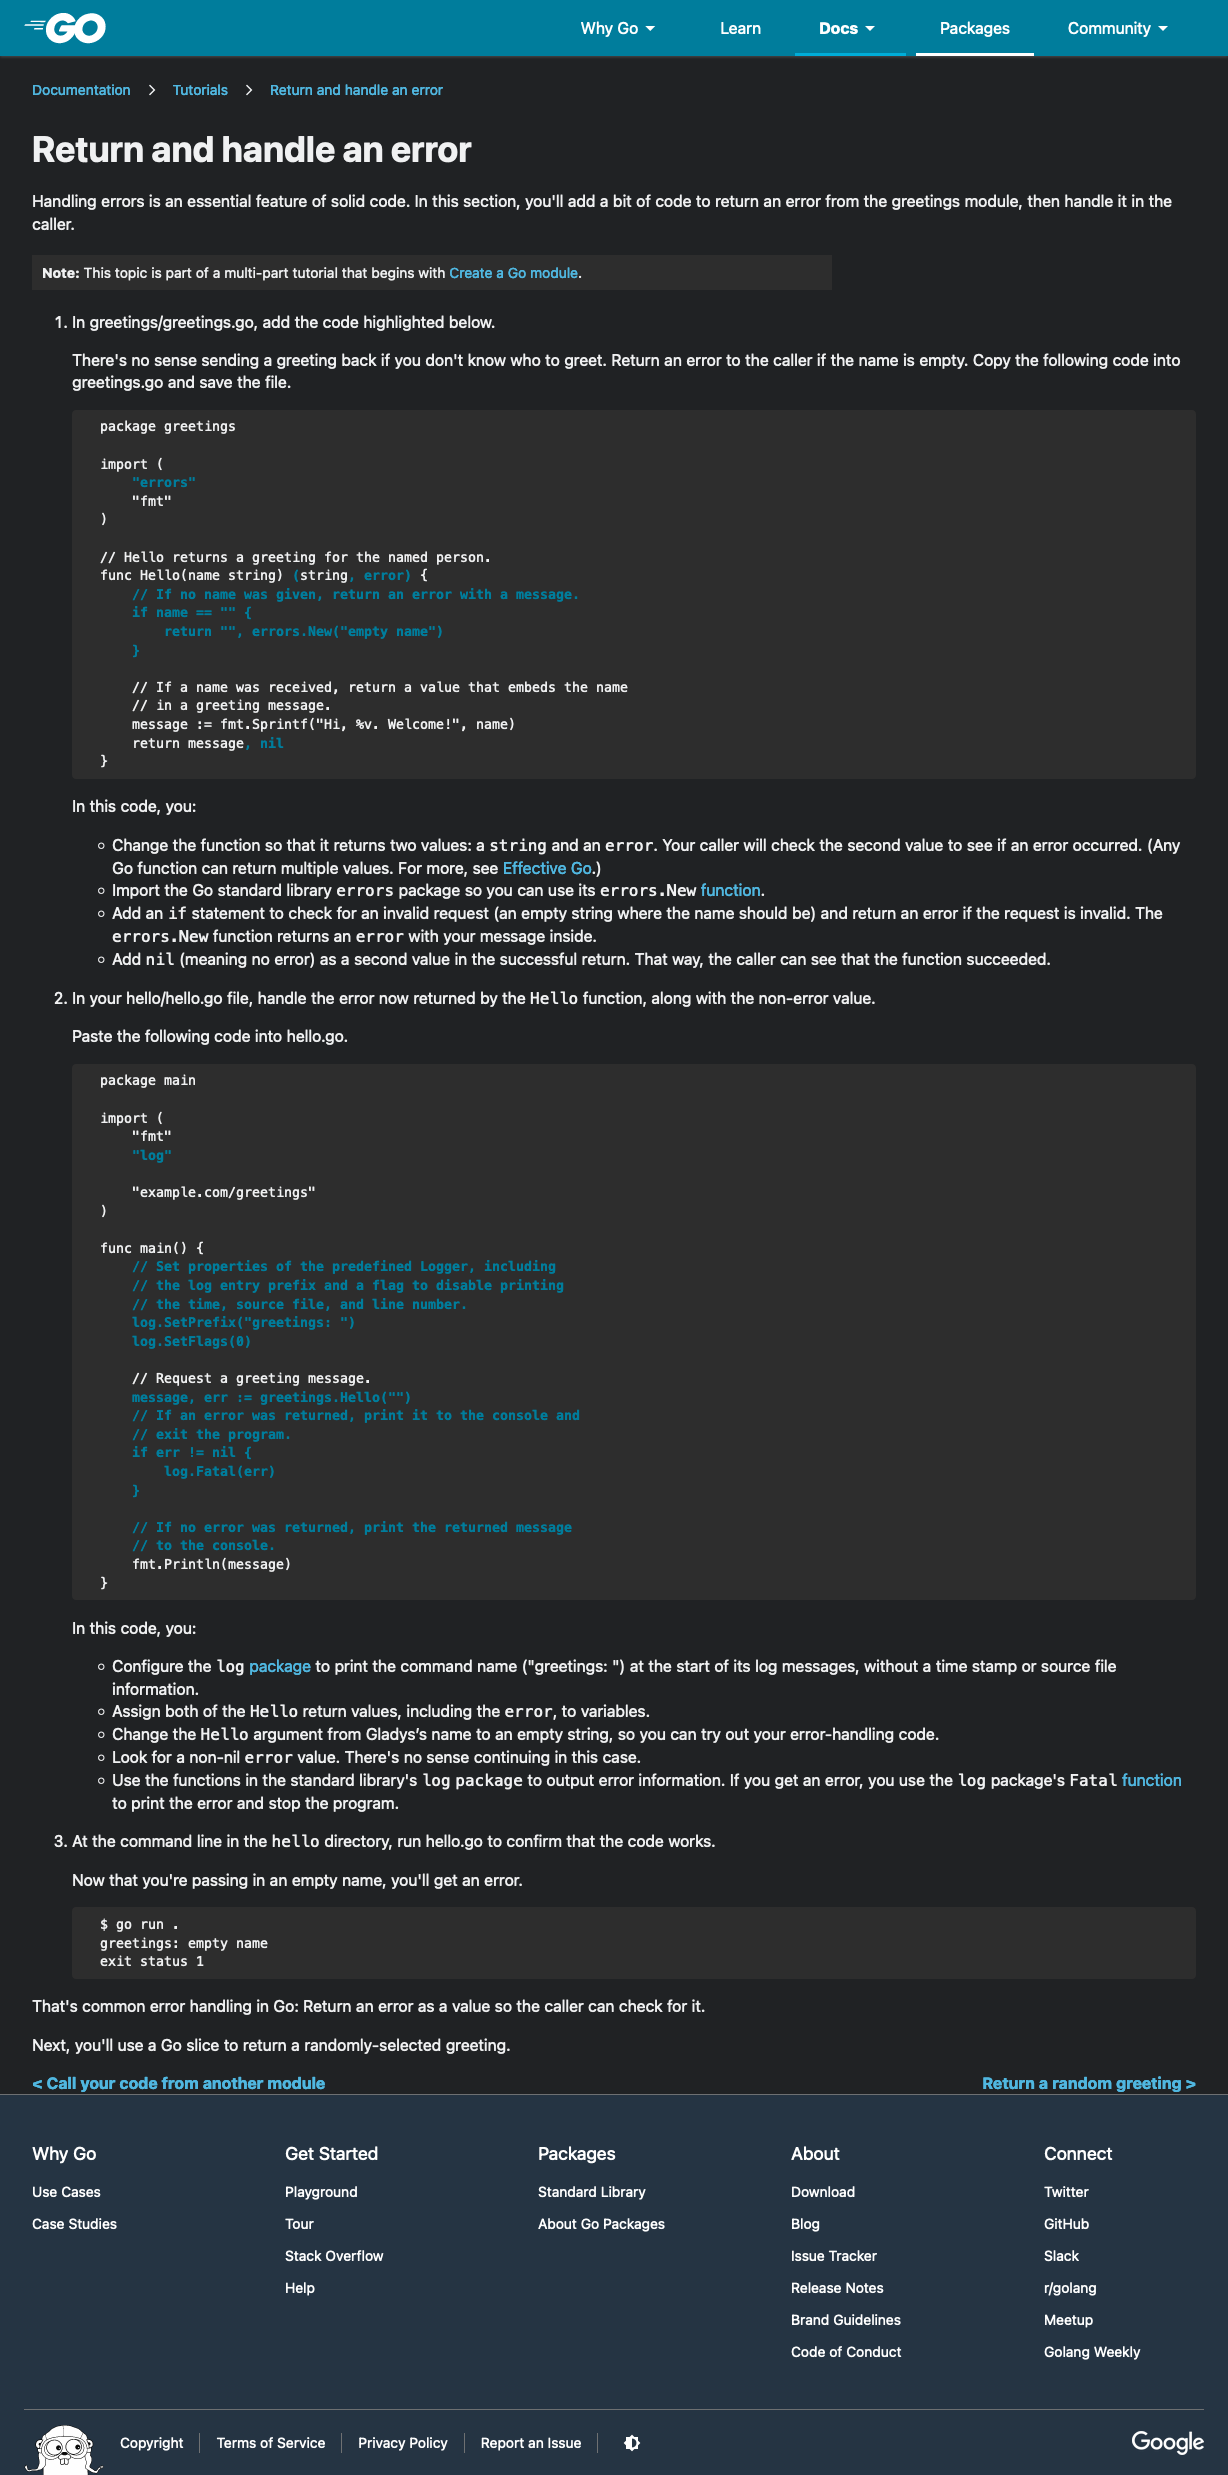 GO
Why Go
Learn
Docs
Packages
Community
Documentation
Tutorials
Return and handle an error
Return and handle an error
Handling errors is an essential feature of solid code. In this section, you'll add a bit of code to return an error from the greetings module, then handle it in the
caller.
Note: This topic is part of a multi-part tutorial that begins with Create a Go module.
1. In greetings/greetings.go, add the code highlighted below.
There's no sense sending a greeting back if you don't know who to greet. Return an error to the caller if the name is empty. Copy the following code into
greetings.go and save the file.
package greetings
import (
    "errors"
    "fmt"
)
// Hello returns a greeting for the named person.
func Hello(name string) (string, error) {
    // If no name was given, return an error with a message.
    if name == "" {
        return "", errors.New("empty name")
    }
    // If a name was received, return a value that embeds the name
    // in a greeting message.
    message := fmt.Sprintf("Hi, %v. Welcome!", name)
    return message, nil
}
In this code, you:
Change the function so that it returns two values: a string and an error. Your caller will check the second value to see if an error occurred. (Any
Go function can return multiple values. For more, see Effective Go.)
Import the Go standard library errors package so you can use its errors.New function.
Add an if statement to check for an invalid request (an empty string where the name should be) and return an error if the request is invalid. The
errors.New function returns an error with your message inside.
Add nil (meaning no error) as a second value in the successful return. That way, the caller can see that the function succeeded.
2. In your hello/hello.go file, handle the error now returned by the Hello function, along with the non-error value.
Paste the following code into hello.go.
package main
import (
    "fmt"
    "log"
    "example.com/greetings"
)
func main() {
    // Set properties of the predefined Logger, including
    // the log entry prefix and a flag to disable printing
    // the time, source file, and line number.
    log.SetPrefix("greetings: ")
    log.SetFlags(0)
    // Request a greeting message.
    message, err := greetings.Hello("")
    // If an error was returned, print it to the console and
    // exit the program.
    if err != nil {
        log.Fatal(err)
    }
    // If no error was returned, print the returned message
    // to the console.
    fmt.Println(message)
}
In this code, you:
Configure the log package to print the command name ("greetings: ") at the start of its log messages, without a time stamp or source file
information.
Assign both of the Hello return values, including the error, to variables.
Change the Hello argument from Gladys’s name to an empty string, so you can try out your error-handling code.
Look for a non-nil error value. There's no sense continuing in this case.
Use the functions in the standard library's log package to output error information. If you get an error, you use the log package's Fatal function
to print the error and stop the program.
3. At the command line in the hello directory, run hello.go to confirm that the code works.
Now that you're passing in an empty name, you'll get an error.
$ go run .
greetings: empty name
exit status 1
That's common error handling in Go: Return an error as a value so the caller can check for it.
Next, you'll use a Go slice to return a randomly-selected greeting.
< Call your code from another module
Return a random greeting >
Why Go
Use Cases
Case Studies
Get Started
Playground
Tour
Stack Overflow
Help
Packages
Standard Library
About Go Packages
About
Download
Blog
Issue Tracker
Release Notes
Brand Guidelines
Code of Conduct
Connect
Twitter
GitHub
Slack
r/golang
Meetup
Golang Weekly
Copyright
Terms of Service
Privacy Policy
Report an Issue
Google